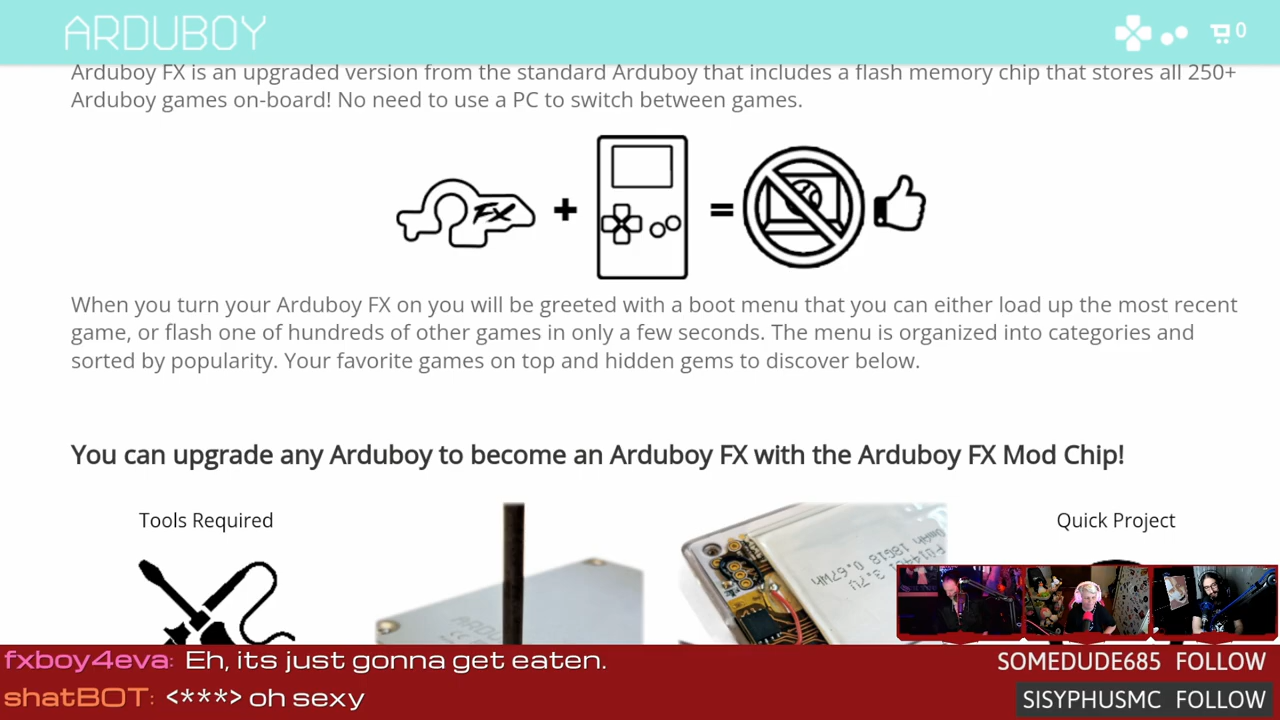 ARDUBOY
0
Arduboy FX is an upgraded version from the standard Arduboy that includes a flash memory chip that stores all 250+
Arduboy games on-board! No need to use a PC to switch between games.
FX
+
=
When you turn your Arduboy FX on you will be greeted with a boot menu that you can either load up the most recent
game, or flash one of hundreds of other games in only a few seconds. The menu is organized into categories and
sorted by popularity. Your favorite games on top and hidden gems to discover below.
You can upgrade any Arduboy to become an Arduboy FX with the Arduboy FX Mod Chip!
Tools Required
Quick Project
fxboy4eva: Eh, its just gonna get eaten.
SOMEDUDE685 FOLLOW
shatBOT: <***> oh sexy
SISYPHUSMC FOLLOW